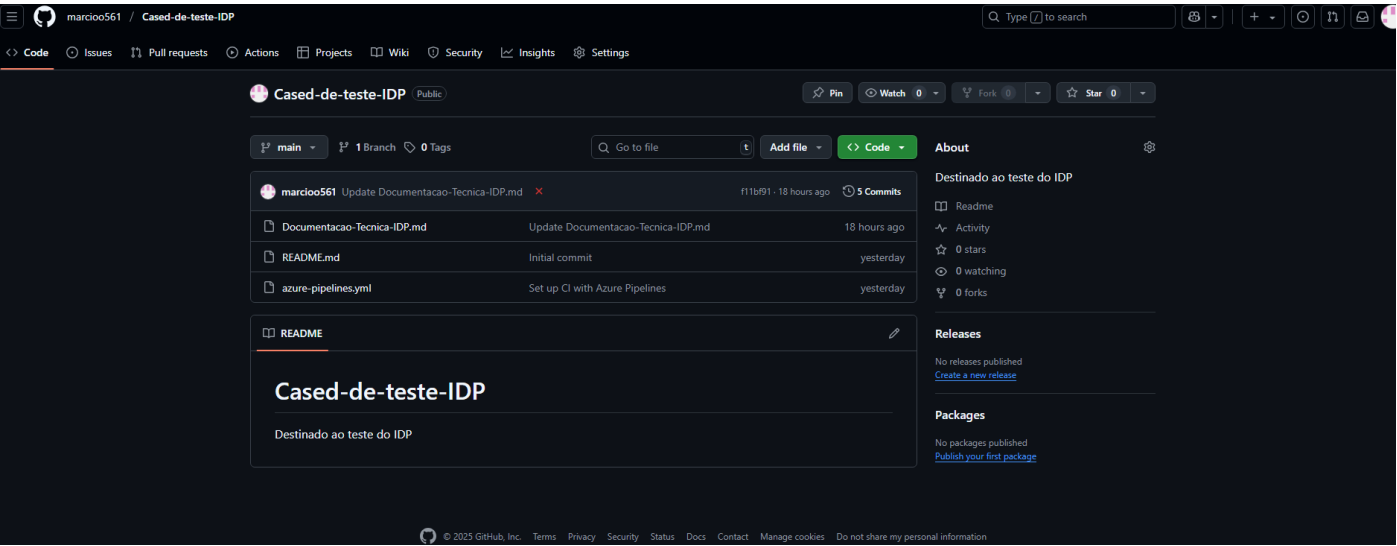 marcioo561 / Cased-de-teste-IDP
Type / to search
Code Issues Pull requests Actions Projects Wiki Security Insights Settings
Cased-de-teste-IDP Public
Pin Watch 0 Fork 0 Star 0
main 1 Branch 0 Tags
Go to file t
Add file Code
marcioo561 Update Documentacao-Tecnica-IDP.md f11bf91 · 18 hours ago 5 Commits
Documentacao-Tecnica-IDP.md Update Documentacao-Tecnica-IDP.md 18 hours ago
README.md Initial commit yesterday
azure-pipelines.yml Set up CI with Azure Pipelines yesterday
README
Cased-de-teste-IDP
Destinado ao teste do IDP
About
Destinado ao teste do IDP
Readme
Activity
0 stars
0 watching
0 forks
Releases
No releases published
Create a new release
Packages
No packages published
Publish your first package
© 2025 GitHub, Inc. Terms Privacy Security Status Docs Contact Manage cookies Do not share my personal information